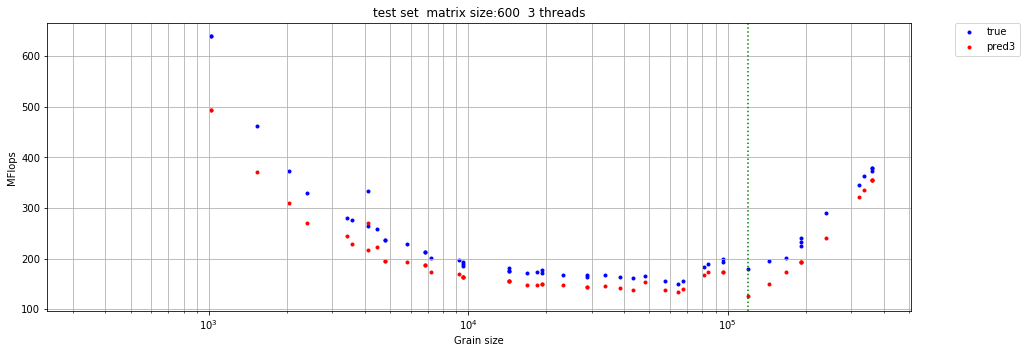 test set  matrix size:600  3 threads
true
pred3
MFlops
600
500
400
300
200
100
10³
10⁴
10⁵
Grain size